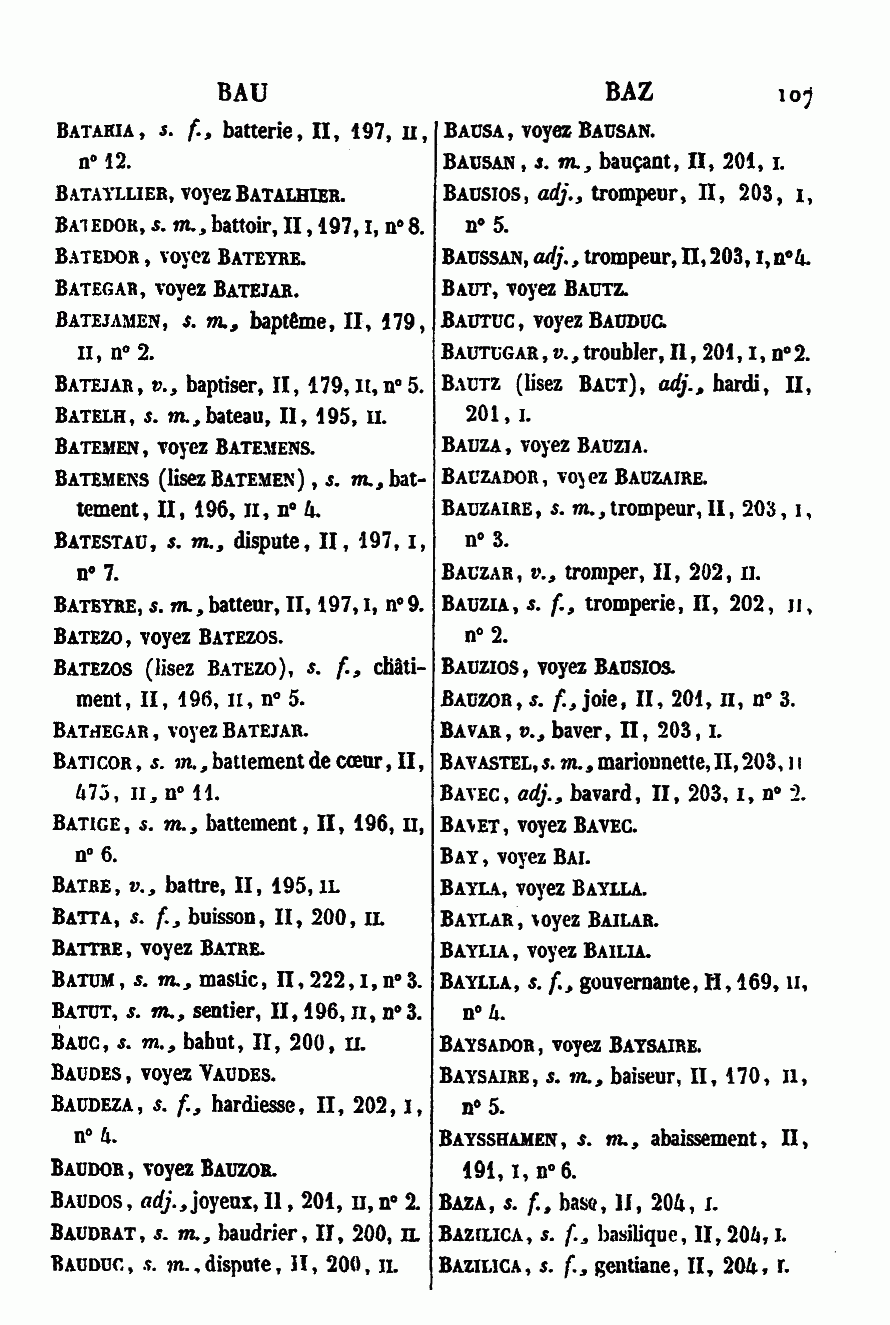 BAU BAZ 107
BATARIA, s. f., batterie, II, 197, II,
n° 12.
BATAYLLIER, voyez BATALHIER.
BATEDOR, s. m., battoir, II, 197, I, n° 8.
BATEDOR, voyez BATEYRE.
BATEGAR, voyez BATEJAR.
BATEJAMEN, s. m., baptême, II, 179,
II, n° 2.
BATEJAR, v., baptiser, II, 179, II, n° 5.
BATELH, s. m., bateau, II, 195, II.
BATEMEN, voyez BATEMENS.
BATEMENS (lisez BATEMEN), s. m., bat-
tement, II, 196, II, n° 4.
BATESTAU, s. m., dispute, II, 197, I,
n° 7.
BATEYRE, s. m., batteur, II, 197, I, n° 9.
BATEZO, voyez BATEZOS.
BATEZOS (lisez BATEZO), s. f., châti-
ment, II, 196, II, n° 5.
BATHEGAR, voyez BATEJAR.
BATICOR, s. m., battement de cœur, II,
475, II, n° 11.
BATIGE, s. m., battement, II, 196, II,
n° 6.
BATRE, v., battre, II, 195, II.
BATTA, s. f., buisson, II, 200, II.
BATTRE, voyez BATRE.
BATUM, s. m., mastic, II, 222, I, n° 3.
BATUT, s. m., sentier, II, 196, II, n° 3.
BAUC, s. m., bahut, II, 200, II.
BAUDES, voyez VAUDES.
BAUDEZA, s. f., hardiesse, II, 202, I,
n° 4.
BAUDOR, voyez BAUZOR.
BAUDOS, adj., joyeux, II, 201, II, n° 2.
BAUDRAT, s. m., baudrier, II, 200, II.
BAUDUC, s. m., dispute, II, 200, II.
BAUSA, voyez BAUSAN.
BAUSAN, s. m., bauçant, II, 201, I.
BAUSIOS, adj., trompeur, II, 203, I,
n° 5.
BAUSSAN, adj., trompeur, II, 203, I, n° 4.
BAUT, voyez BAUTZ.
BAUTUC, voyez BAUDUC.
BAUTUGAR, v., troubler, II, 201, I, n° 2.
BAUTZ (lisez BAUT), adj., hardi, II,
201, I.
BAUZA, voyez BAUZIA.
BAUZADOR, voyez BAUZAIRE.
BAUZAIRE, s. m., trompeur, II, 203, I,
n° 3.
BAUZAR, v., tromper, II, 202, II.
BAUZIA, s. f., tromperie, II, 202, II,
n° 2.
BAUZIOS, voyez BAUSIOS.
BAUZOR, s. f., joie, II, 201, II, n° 3.
BAVAR, v., baver, II, 203, I.
BAVASTEL, s. m., marionnette, II, 203, II
BAVEC, adj., bavard, II, 203, I, n° 2.
BAVET, voyez BAVEC.
BAY, voyez BAI.
BAYLA, voyez BAYLLA.
BAYLAR, voyez BAILAR.
BAYLIA, voyez BAILIA.
BAYLLA, s. f., gouvernante, II, 169, II,
n° 4.
BAYSADOR, voyez BAYSAIRE.
BAYSAIRE, s. m., baiseur, II, 170, II,
n° 5.
BAYSSHAMEN, s. m., abaissement, II,
191, I, n° 6.
BAZA, s. f., base, II, 204, I.
BAZILICA, s. f., basilique, II, 204, I.
BAZILICA, s. f., gentiane, II, 204, I.